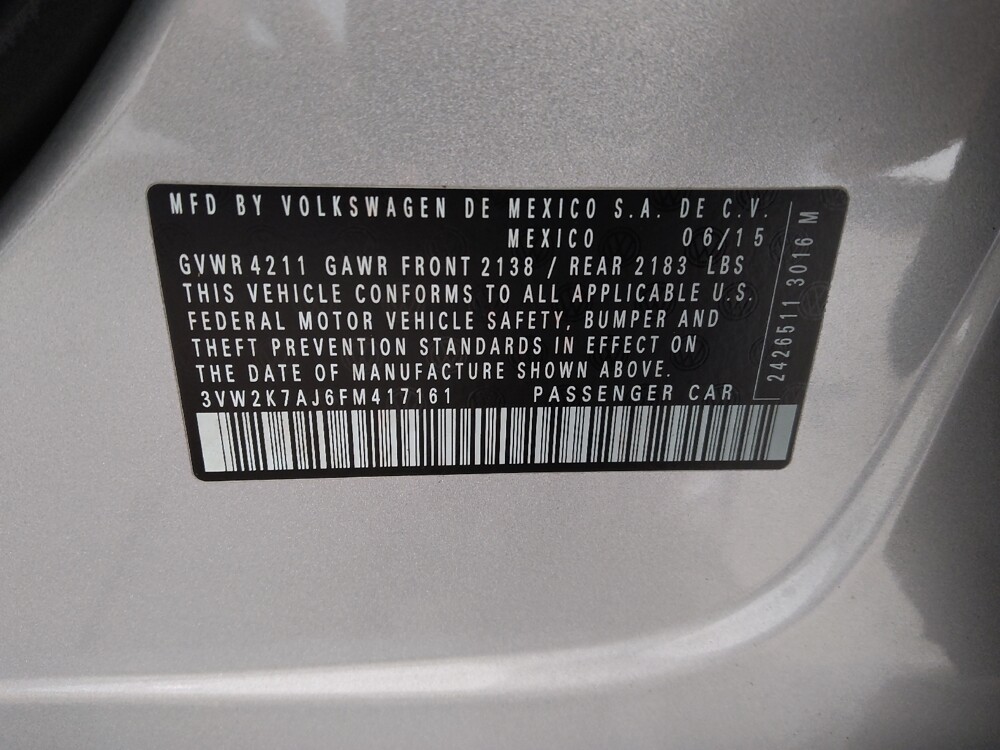 MFD BY VOLKSWAGEN DE MEXICO S.A. DE C.V.
MEXICO 06/15
GVWR 4211 GAWR FRONT 2138 / REAR 2183 LBS
THIS VEHICLE CONFORMS TO ALL APPLICABLE U.S.
FEDERAL MOTOR VEHICLE SAFETY, BUMPER AND
THEFT PREVENTION STANDARDS IN EFFECT ON
THE DATE OF MANUFACTURE SHOWN ABOVE.
3VW2K7AJ6FM417161 PASSENGER CAR
2426511 3016 M